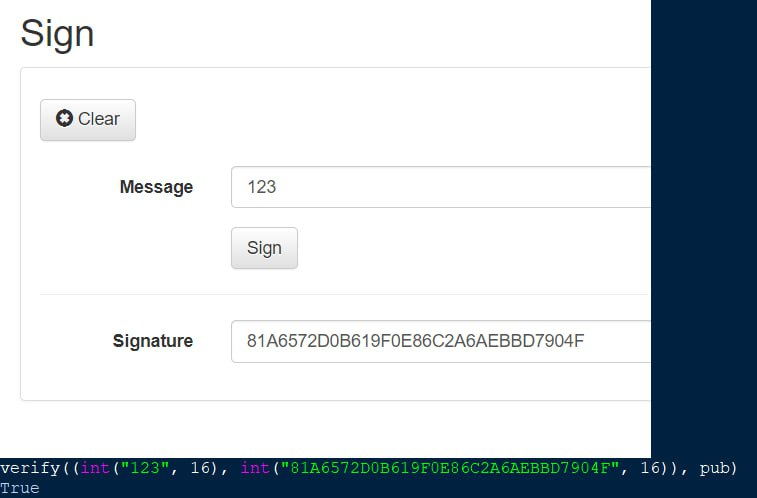 Sign
Clear
Message
123
Sign
Signature
81A6572D0B619F0E86C2A6AEBBD7904F
verify((int("123", 16), int("81A6572D0B619F0E86C2A6AEBBD7904F", 16)), pub)
True